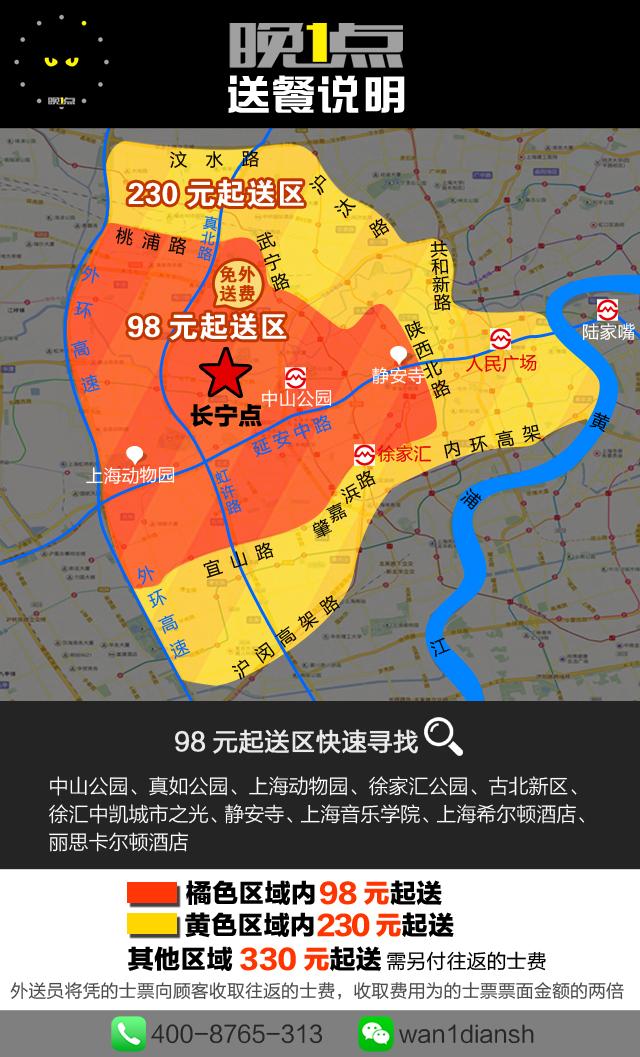 晚1点
晚1点
送餐说明
汶水路
230 元起送区
沪汰路
真北路
桃浦路
武宁路
共和新路
外环高速
免外送费
98 元起送区
陕西北路
陆家嘴
人民广场
静安寺
中山公园
长宁点
延安中路
徐家汇
内环高架
黄浦江
上海动物园
虹许路
肇嘉浜路
宜山路
外环高速
沪闵高架路
98 元起送区快速寻找
中山公园、真如公园、上海动物园、徐家汇公园、古北新区、
徐汇中凯城市之光、静安寺、上海音乐学院、上海希尔顿酒店、
丽思卡尔顿酒店
橘色区域内98 元起送
黄色区域内230 元起送
其他区域 330 元起送 需另付往返的士费
外送员将凭的士票向顾客收取往返的士费，收取费用为的士票票面金额的两倍
400-8765-313
wan1diansh